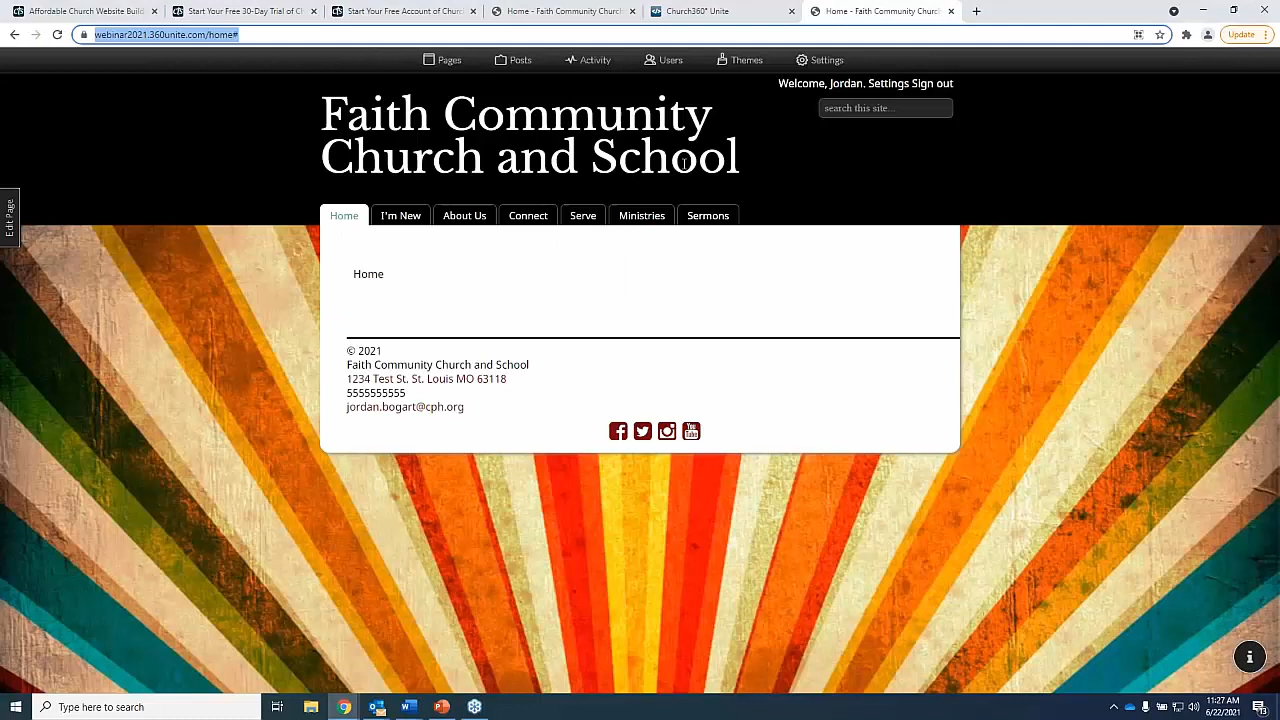 Affordable Church Website Build
Start Your Free 30-Day Trial of C
Start Your Free Account of Church
Home - Faith Community Church
Church360° Unite
Home - Faith Community Church
webinar2021.360unite.com/home#
Update
Pages
Posts
Activity
Users
Themes
Settings
Welcome, Jordan. Settings Sign out
search this site...
Faith Community
Church and School
Edit Page
Home
I'm New
About Us
Connect
Serve
Ministries
Sermons
Home
© 2021
Faith Community Church and School
1234 Test St. St. Louis MO 63118
5555555555
jordan.bogart@cph.org
You
Tube
i
Type here to search
11:27 AM
6/22/2021